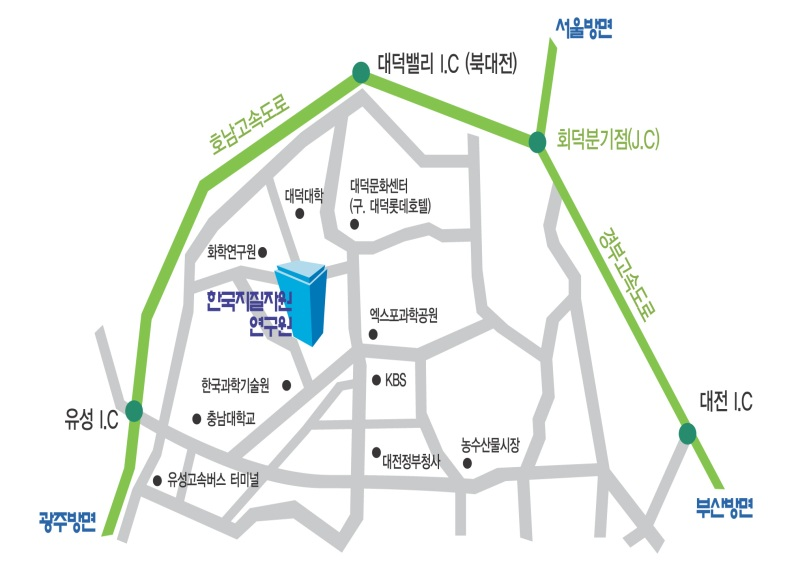 서울방면
대덕밸리 I.C (북대전)
회덕분기점(J.C)
호남고속도로
대덕대학
대덕문화센터
(구. 대덕롯데호텔)
화학연구원
경부고속도로
한국지질자원
연구원
엑스포과학공원
한국과학기술원
KBS
대전 I.C
유성 I.C
충남대학교
농수산물시장
대전정부청사
유성고속버스 터미널
부산방면
광주방면